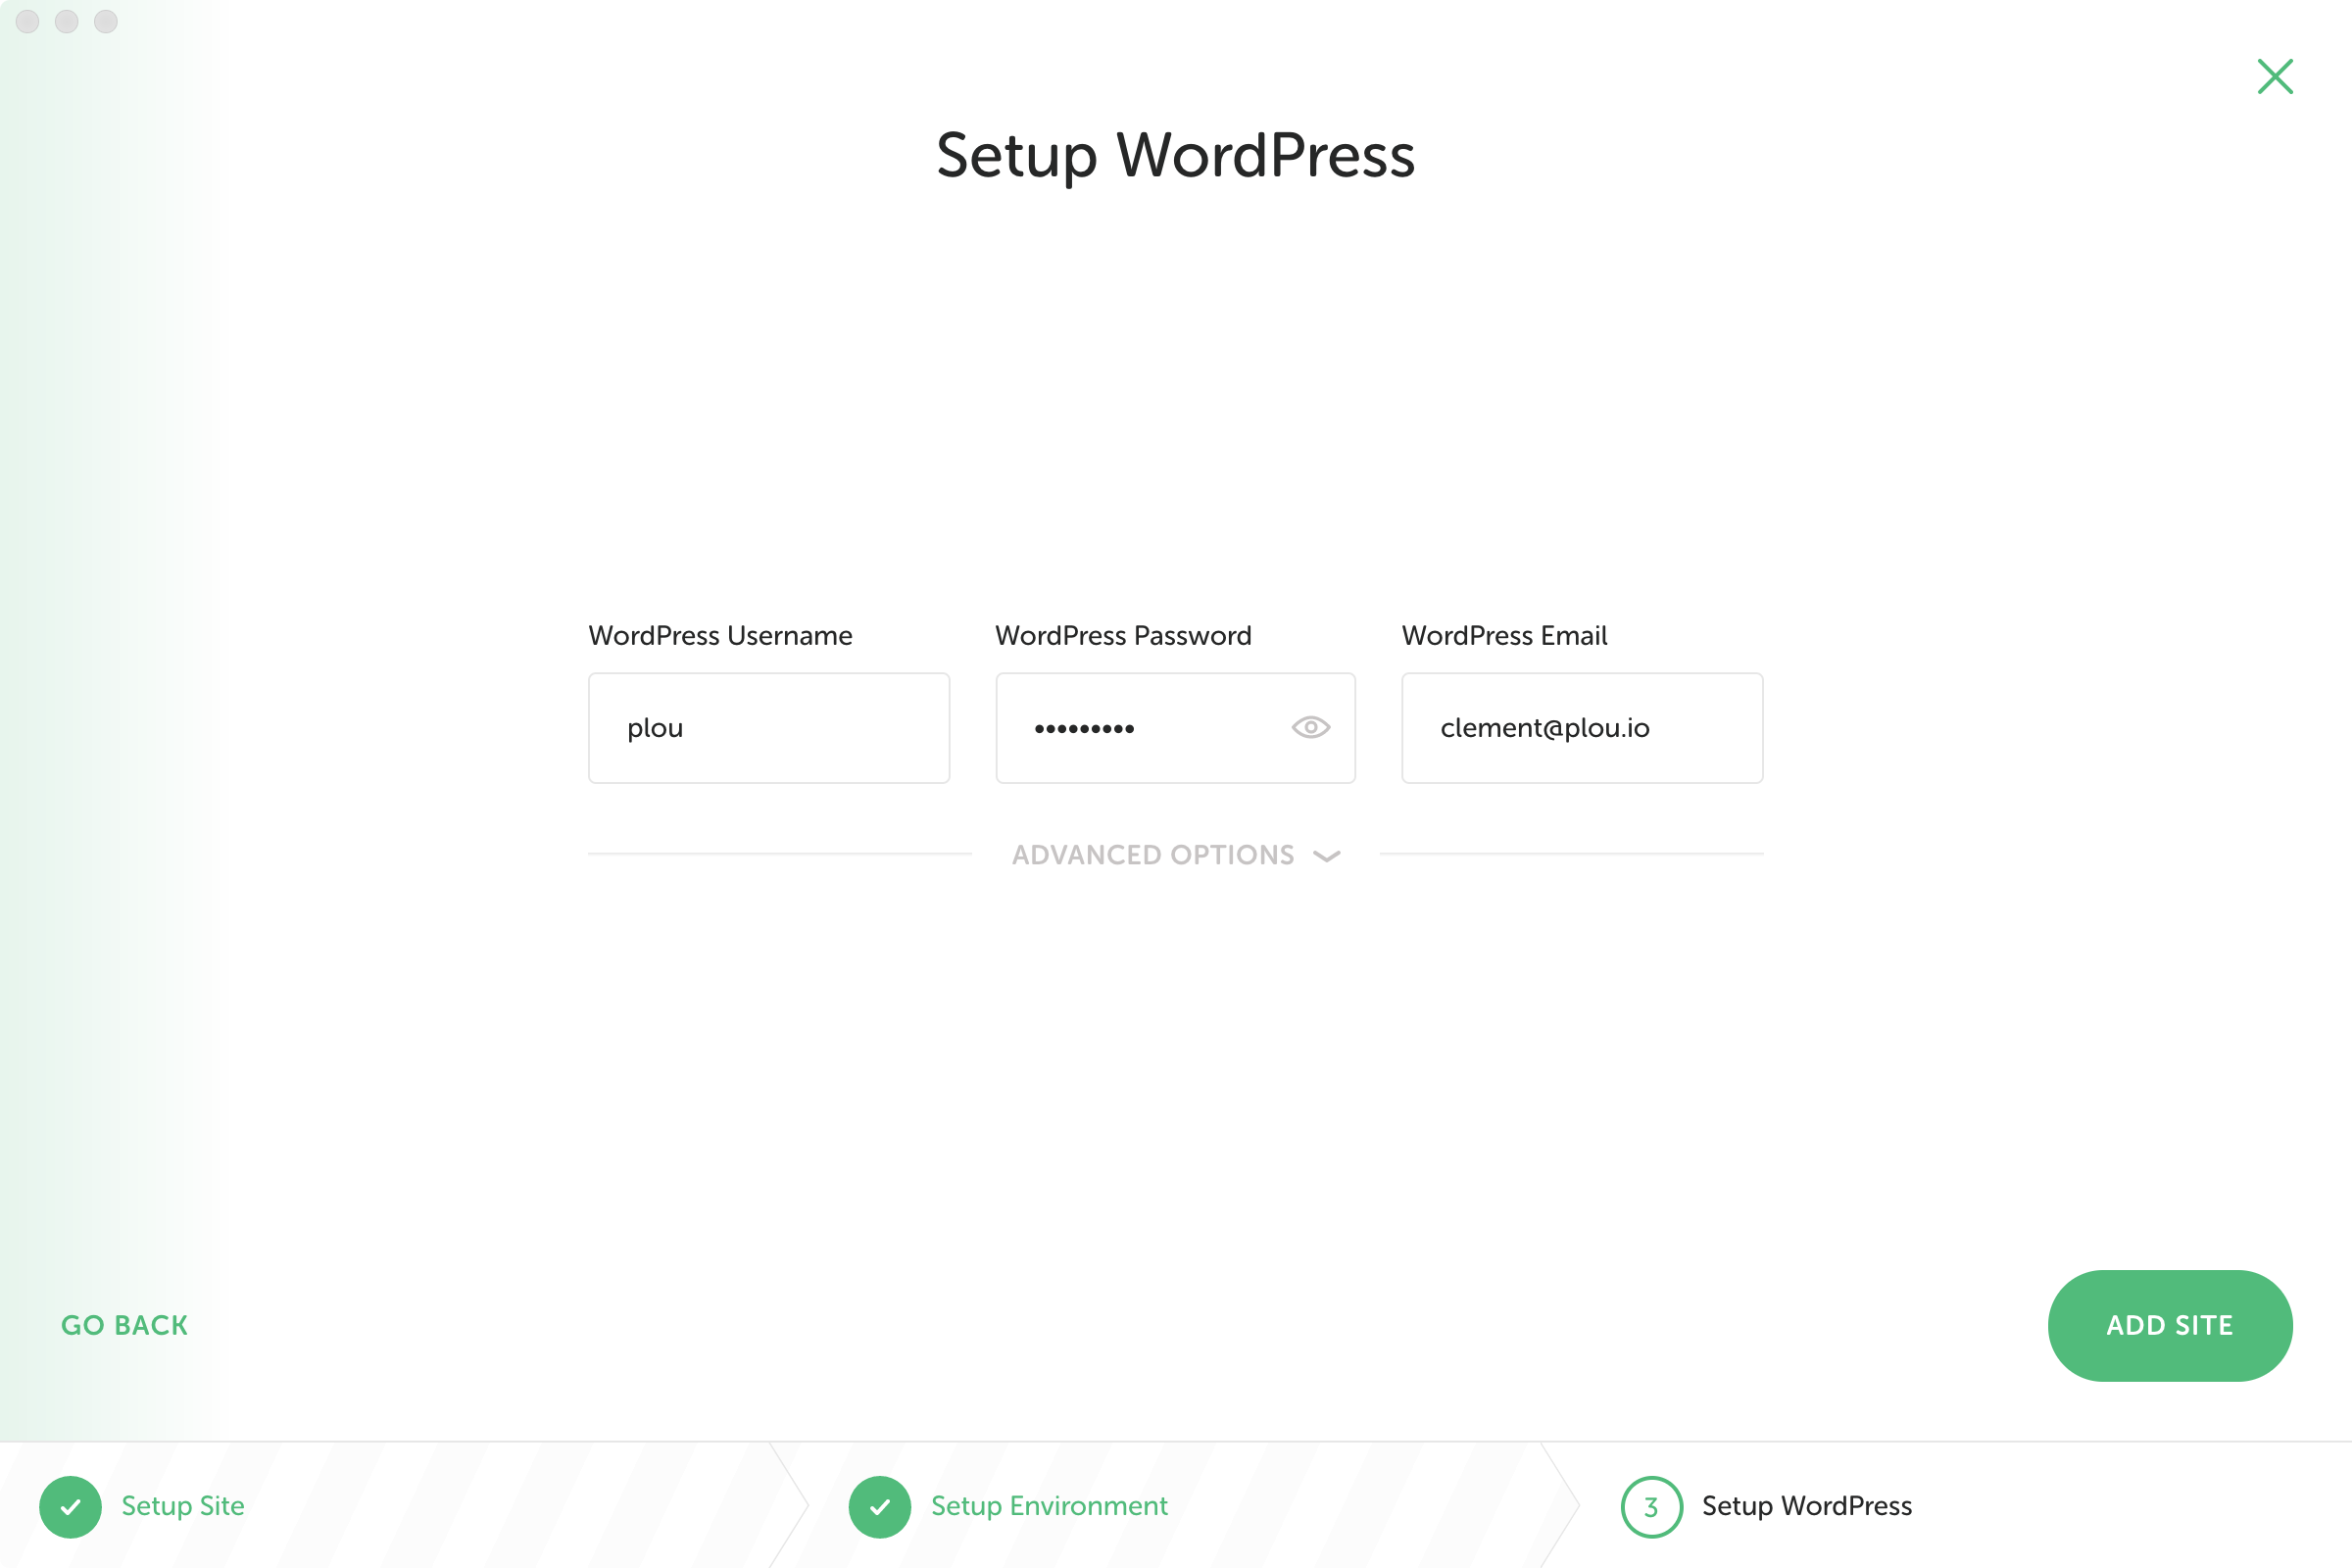 Setup WordPress
WordPress Username
WordPress Password
WordPress Email
plou
•••••••••
clement@plou.io
ADVANCED OPTIONS
GO BACK
ADD SITE
Setup Site
Setup Environment
3
Setup WordPress